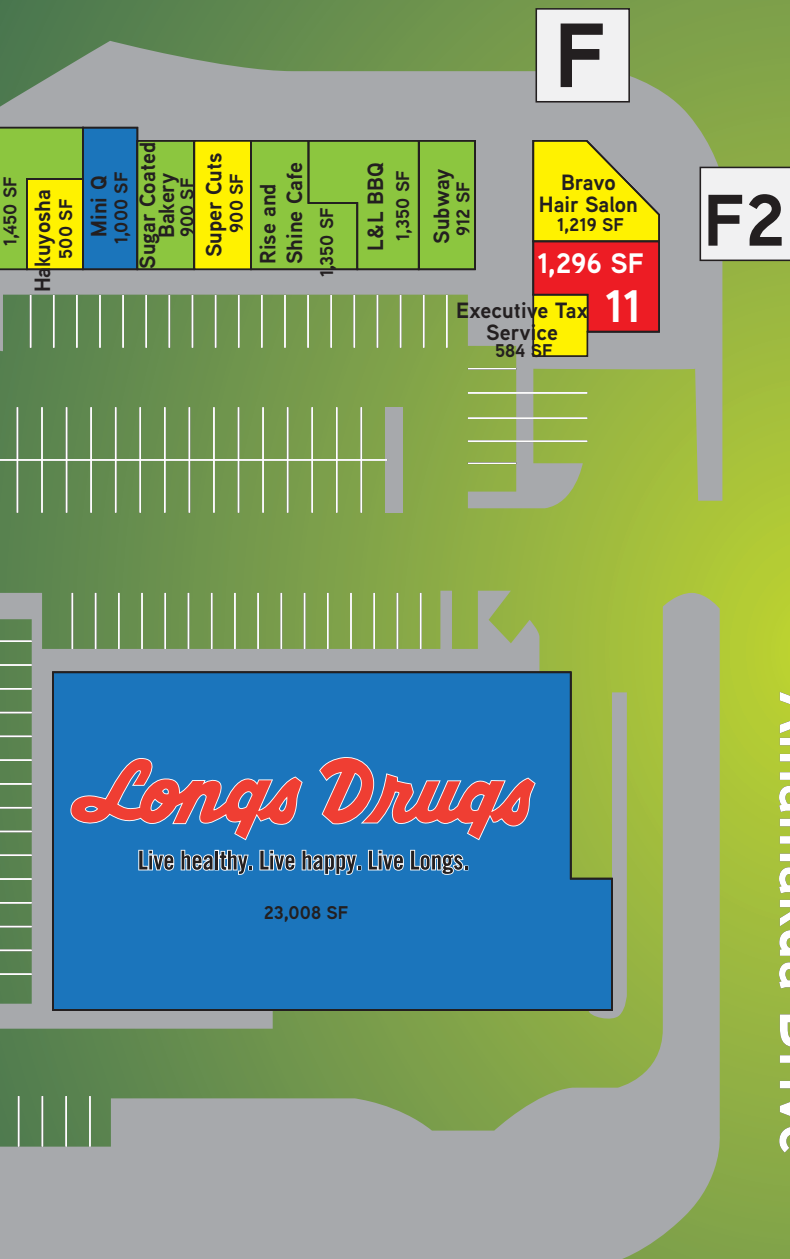 F
F2
1,450 SF
Hakuyosha
500 SF
Mini Q
1,000 SF
Sugar Coated
Bakery
900 SF
Super Cuts
900 SF
Rise and
Shine Cafe
1,350 SF
L&L BBQ
1,350 SF
Subway
912 SF
Bravo
Hair Salon
1,219 SF
1,296 SF
11
Executive Tax
Service
584 SF
Longs Drugs
Live healthy. Live happy. Live Longs.
23,008 SF
Drive